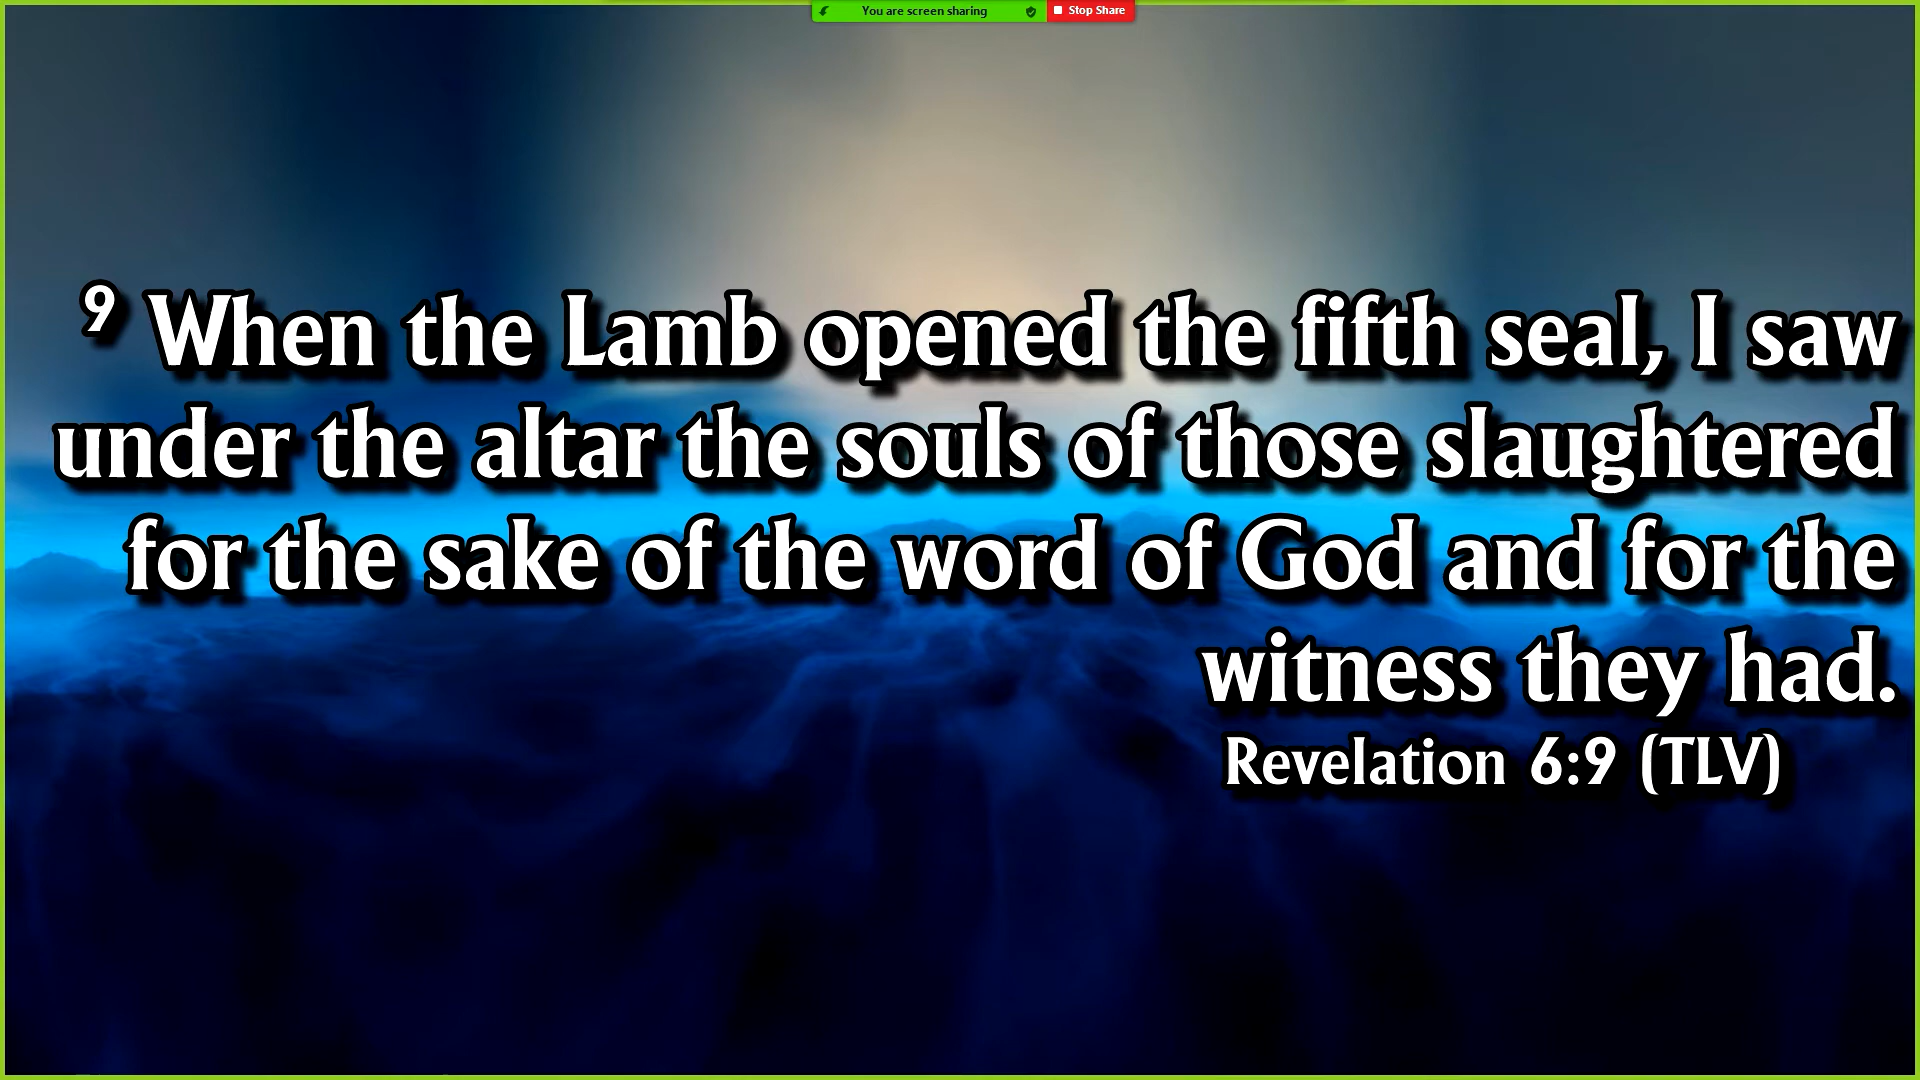 You are screen sharing
Stop Share
9 When the Lamb opened the fifth seal, I saw
under the altar the souls of those slaughtered
for the sake of the word of God and for the
witness they had.
Revelation 6:9 (TLV)